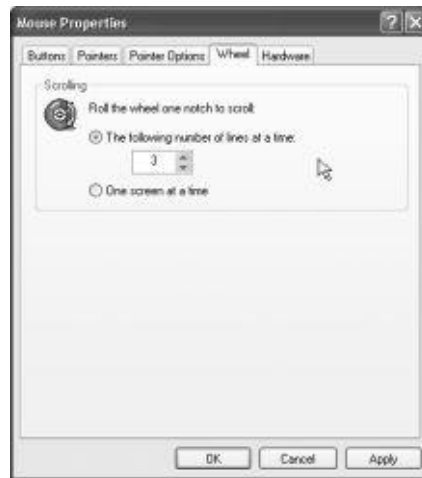 Mouse Properties
Buttons Pointers Pointer Options Wheel Hardware
Scrolling
Roll the wheel one notch to scroll:
The following number of lines at a time:
3
One screen at a time
OK Cancel Apply